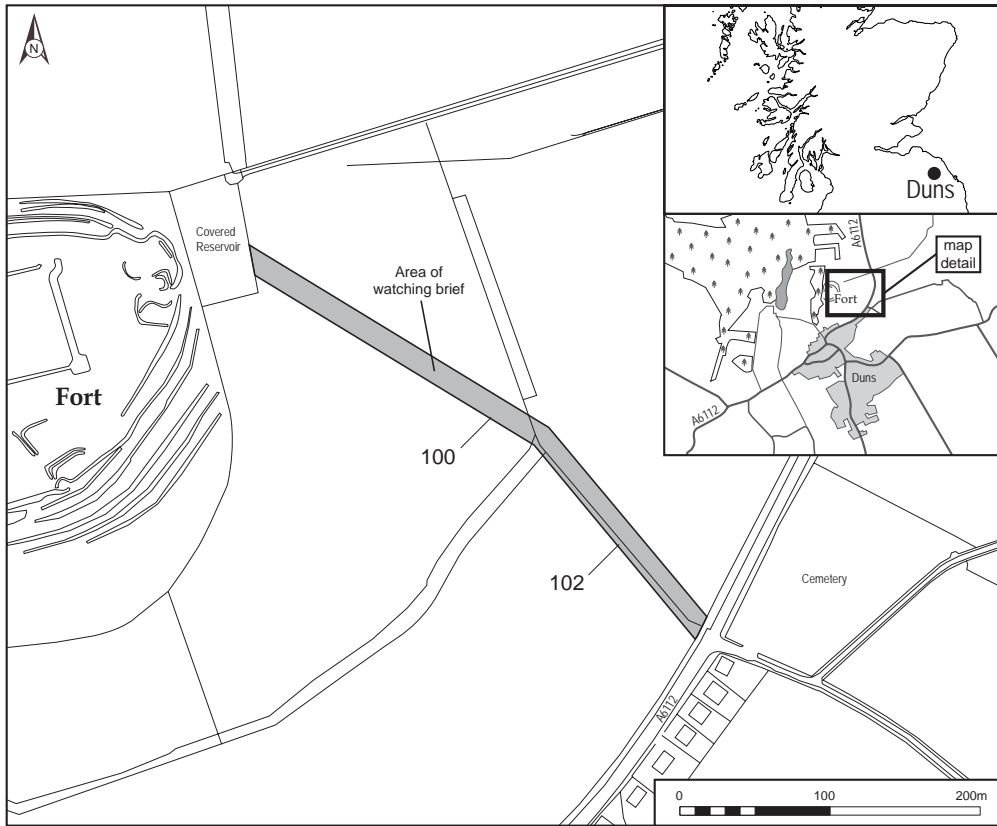 N
Covered
Reservoir
Area of
watching brief
Fort
100
102
Cemetery
A6112
Duns
A6112
map
detail
Fort
Duns
A6112
0 100 200m